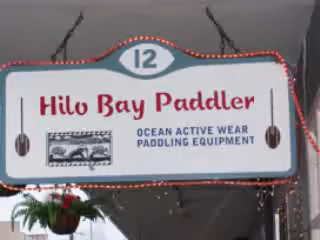 12
Hilo Bay Paddler
OCEAN ACTIVE WEAR
PADDLING EQUIPMENT